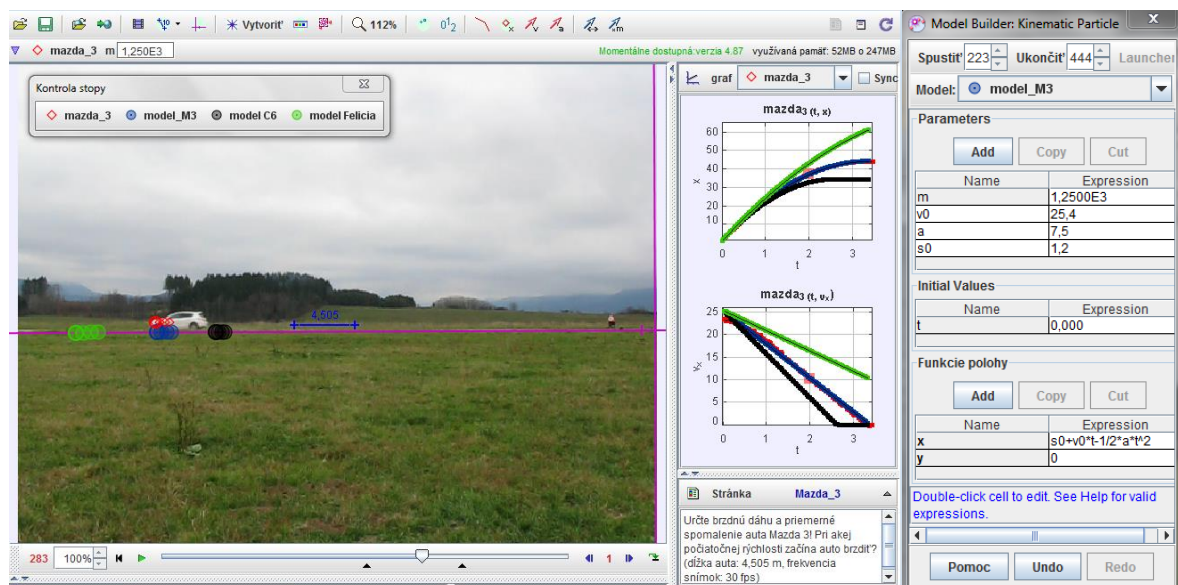 Vytvoriť 112%
mazda_3 m 1,250E3 Momentálne dostupná:verzia 4.87 využívaná pamäť: 52MB o 247MB
Kontrola stopy
mazda_3 model_M3 model C6 model Felicia
4,505
283 100% 1
graf mazda_3 Sync
mazda3 (t, x)
60
50
40
30
20
10
x
0 1 2 3
t
mazda3 (t, vx)
25
20
15
10
5
0
vx
0 1 2 3
t
Stránka Mazda_3
Určte brzdnú dáhu a priemerné
spomalenie auta Mazda 3! Pri akej
počiatočnej rýchlosti začína auto brzdiť?
(dĺžka auta: 4,505 m, frekvencia
snímok: 30 fps)
Model Builder: Kinematic Particle X
Spustiť 223 Ukončiť 444 Launcher
Model: model_M3
Parameters
Add Copy Cut
Name Expression
m 1,2500E3
v0 25,4
a 7,5
s0 1,2
Initial Values
Name Expression
t 0,000
Funkcie polohy
Add Copy Cut
Name Expression
x s0+v0*t-1/2*a*t^2
y 0
Double-click cell to edit. See Help for valid
expressions.
Pomoc Undo Redo